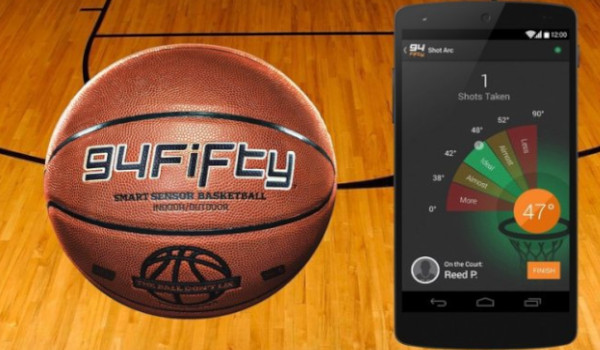 94FIFTY
SMART SENSOR BASKETBALL
INDOOR/OUTDOOR
THE BALL DON'T LIE
12:00
94
FIFTY
Shot Arc
1
Shots Taken
90°
52°
48°
42°
38°
0°
Less
Almost
Ideal
Almost
More
47°
On the Court:
Reed P.
FINISH